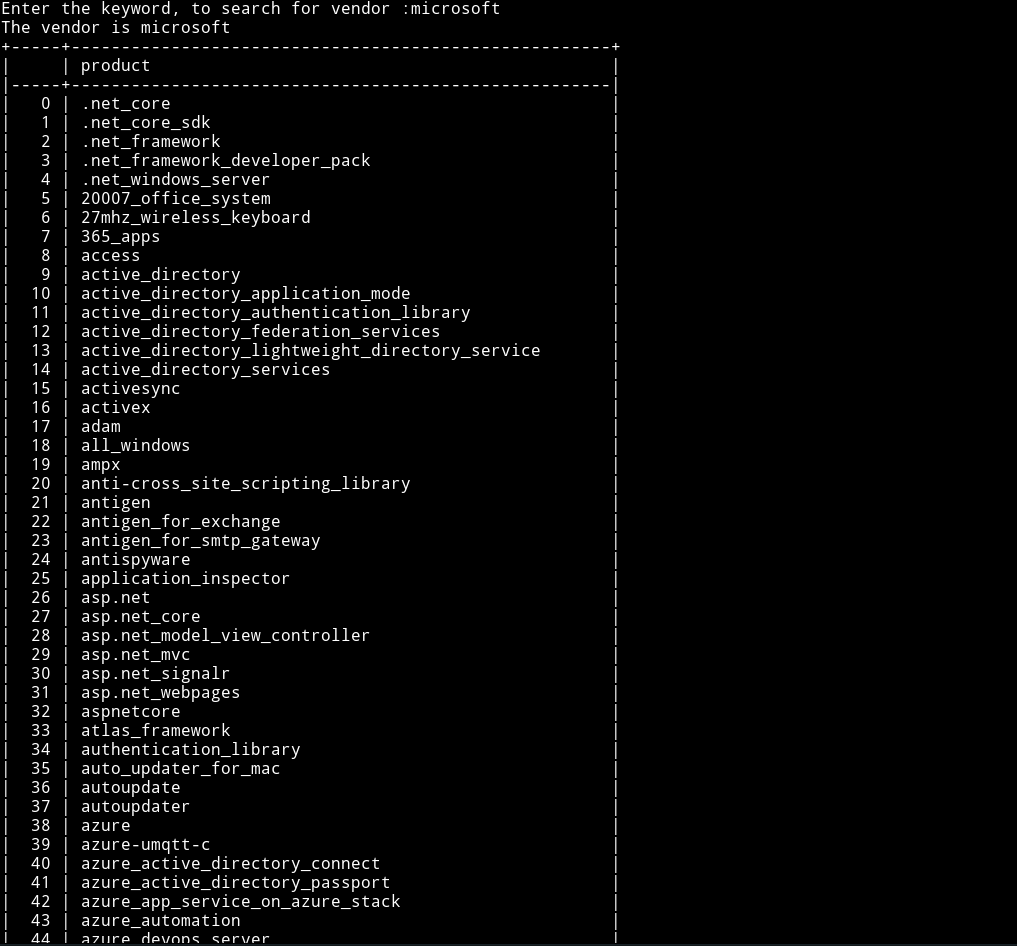 Enter the keyword, to search for vendor :microsoft
The vendor is microsoft
+-----+------------------------------------------------------+
|     | product                                              |
|-----+------------------------------------------------------|
|   0 | .net_core                                            |
|   1 | .net_core_sdk                                        |
|   2 | .net_framework                                       |
|   3 | .net_framework_developer_pack                        |
|   4 | .net_windows_server                                  |
|   5 | 20007_office_system                                  |
|   6 | 27mhz_wireless_keyboard                              |
|   7 | 365_apps                                             |
|   8 | access                                               |
|   9 | active_directory                                     |
|  10 | active_directory_application_mode                    |
|  11 | active_directory_authentication_library              |
|  12 | active_directory_federation_services                 |
|  13 | active_directory_lightweight_directory_service       |
|  14 | active_directory_services                            |
|  15 | activesync                                           |
|  16 | activex                                              |
|  17 | adam                                                 |
|  18 | all_windows                                          |
|  19 | ampx                                                 |
|  20 | anti-cross_site_scripting_library                    |
|  21 | antigen                                              |
|  22 | antigen_for_exchange                                 |
|  23 | antigen_for_smtp_gateway                             |
|  24 | antispyware                                          |
|  25 | application_inspector                                |
|  26 | asp.net                                              |
|  27 | asp.net_core                                         |
|  28 | asp.net_model_view_controller                        |
|  29 | asp.net_mvc                                          |
|  30 | asp.net_signalr                                      |
|  31 | asp.net_webpages                                     |
|  32 | aspnetcore                                           |
|  33 | atlas_framework                                      |
|  34 | authentication_library                               |
|  35 | auto_updater_for_mac                                 |
|  36 | autoupdate                                           |
|  37 | autoupdater                                          |
|  38 | azure                                                |
|  39 | azure-umqtt-c                                        |
|  40 | azure_active_directory_connect                       |
|  41 | azure_active_directory_passport                      |
|  42 | azure_app_service_on_azure_stack                     |
|  43 | azure_automation                                     |
|  44 | azure_devops_server                                  |